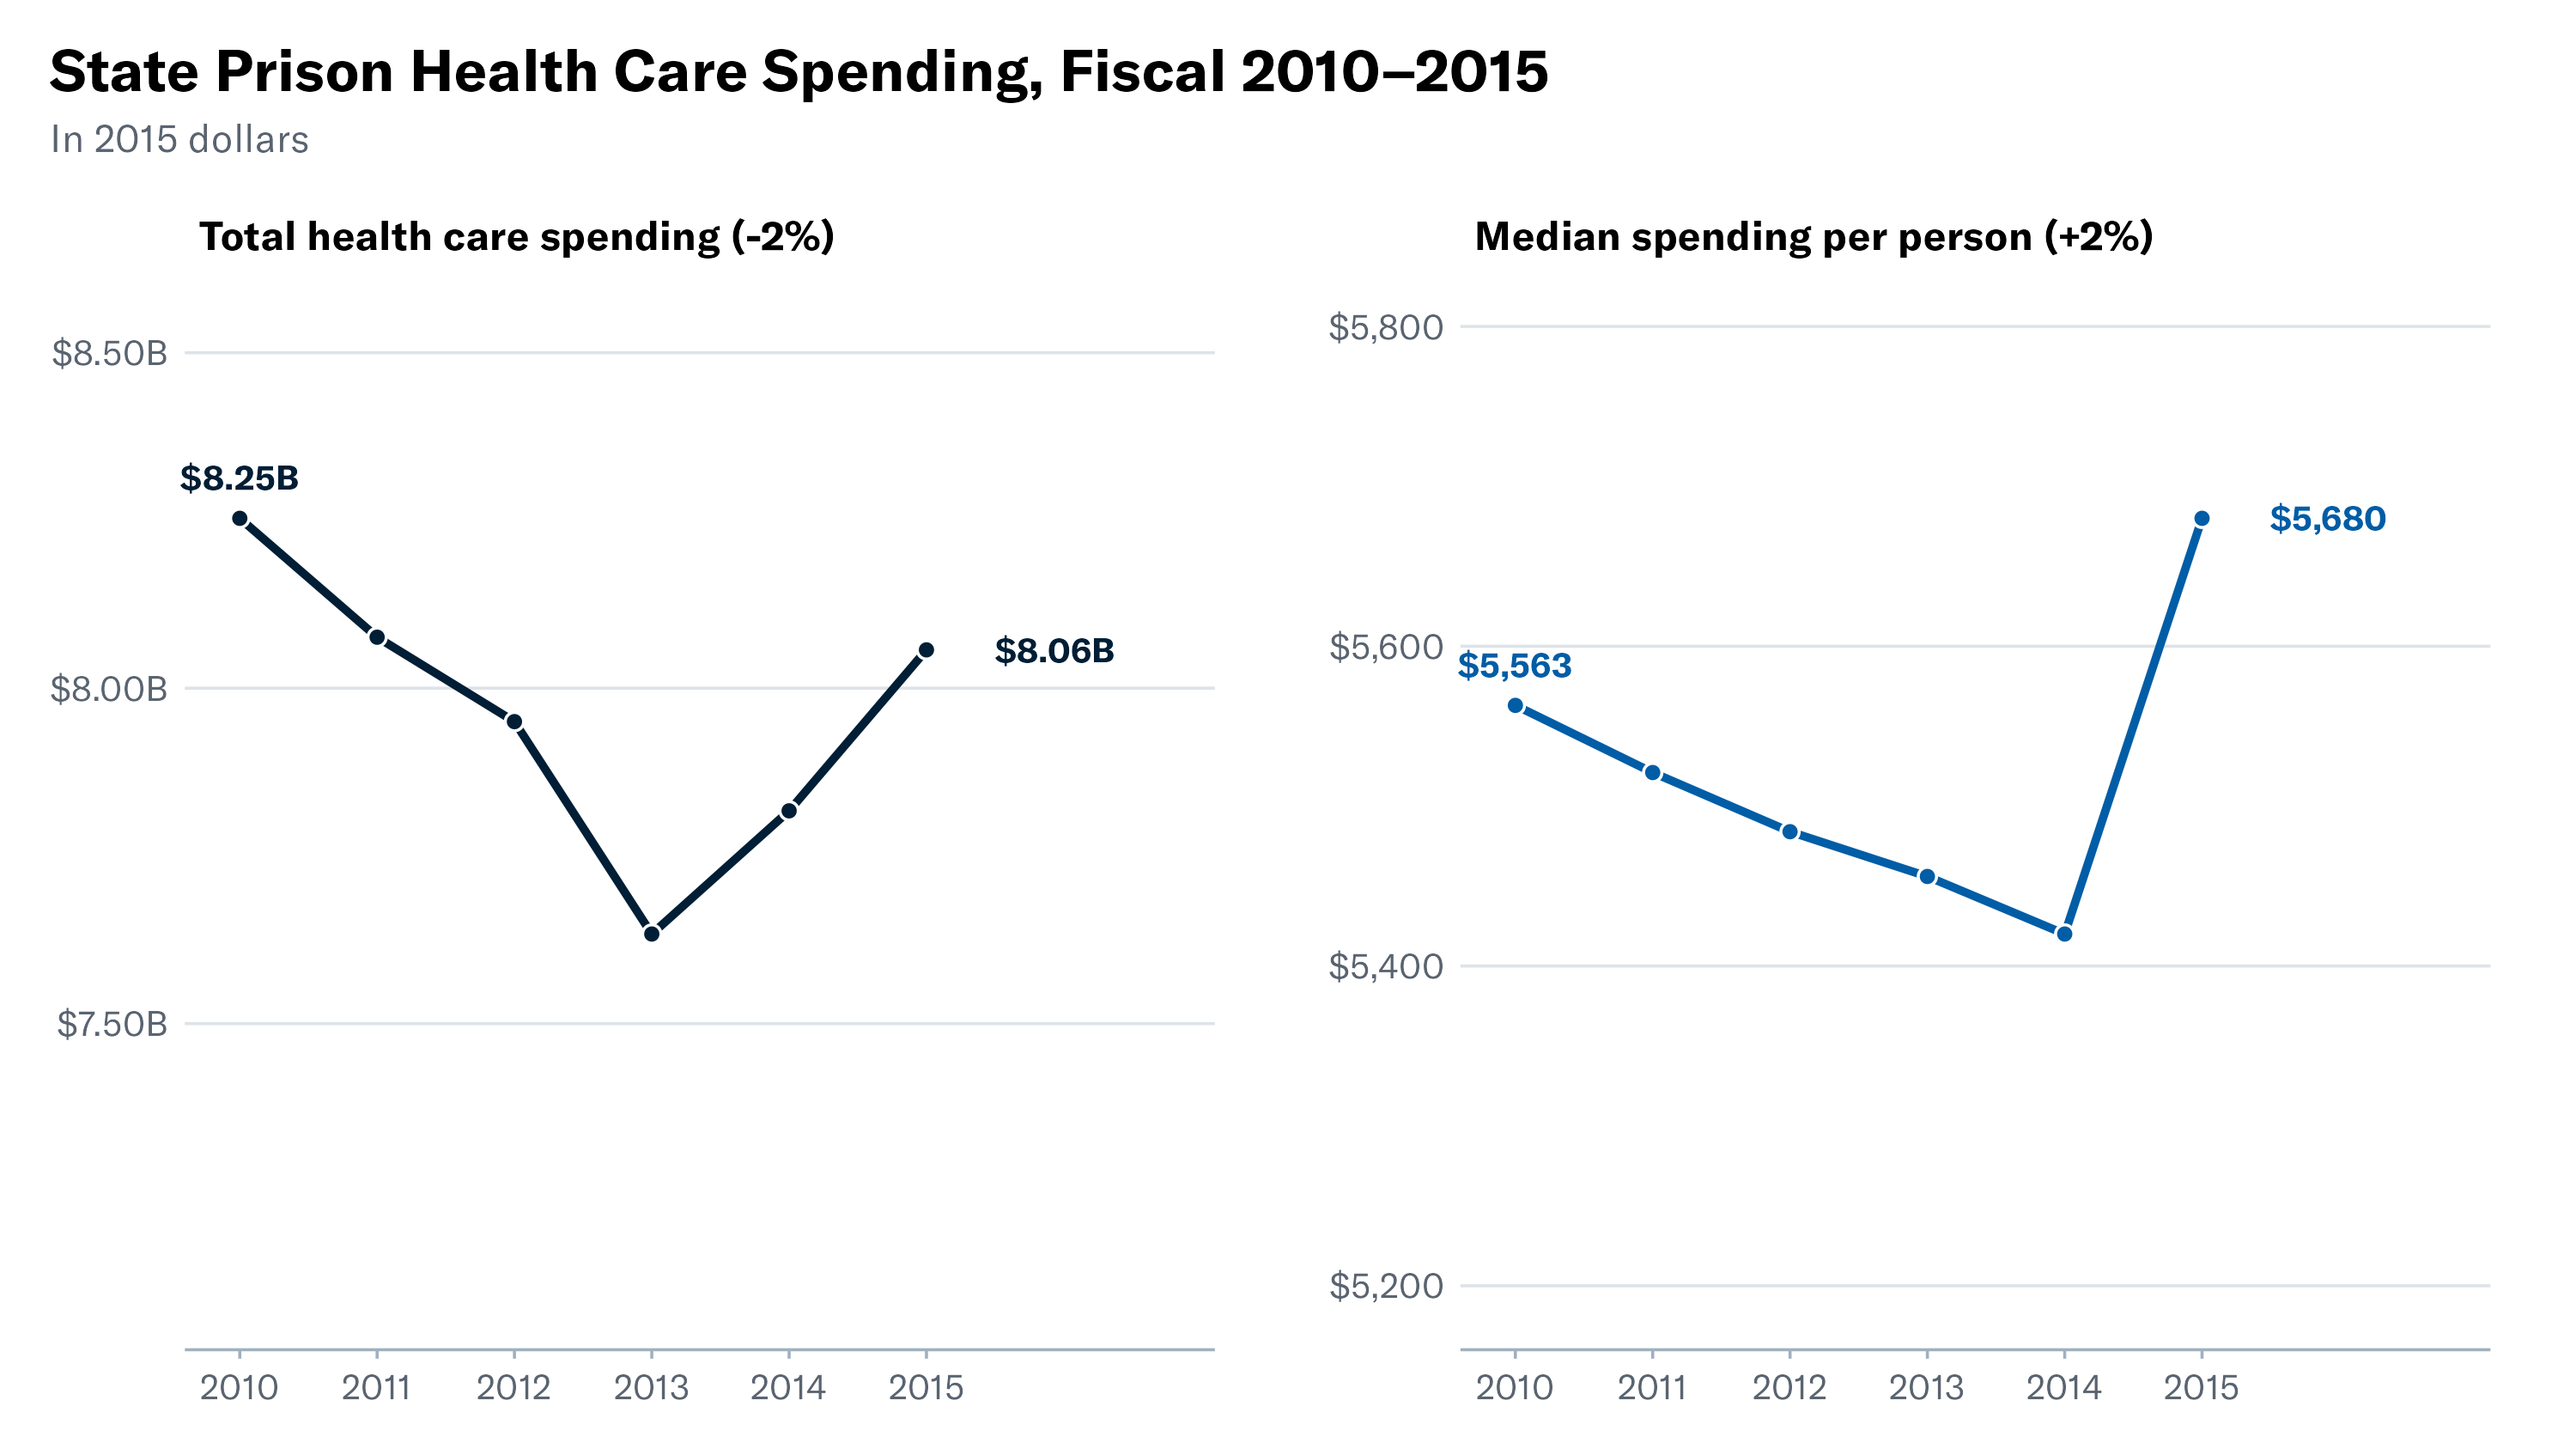 State Prison Health Care Spending, Fiscal 2010–2015
In 2015 dollars
Total health care spending (-2%)
$8.50B
$8.25B
$8.06B
$8.00B
$7.50B
2010 2011 2012 2013 2014 2015
Median spending per person (+2%)
$5,800
$5,680
$5,600
$5,563
$5,400
$5,200
2010 2011 2012 2013 2014 2015